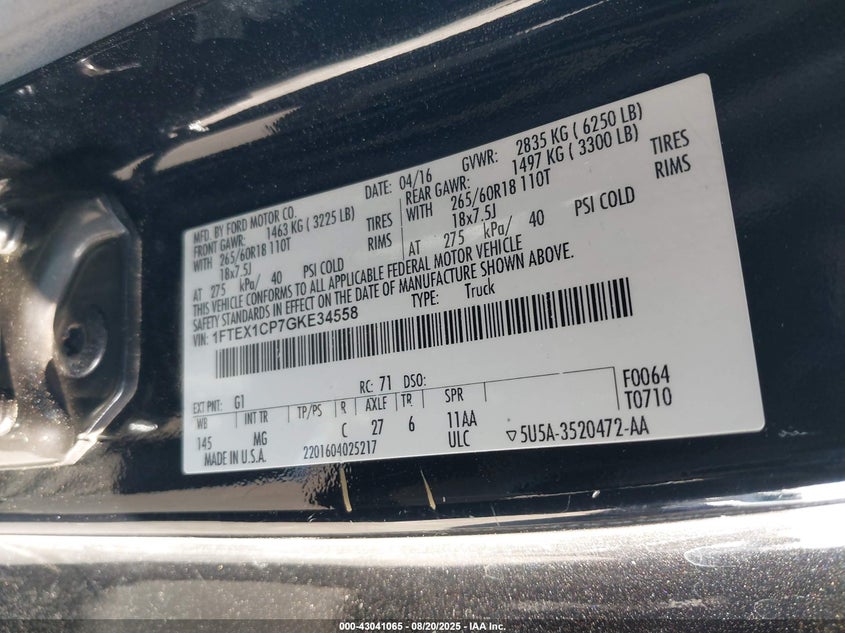 MFD. BY FORD MOTOR CO.
DATE: 04/16
GVWR: 2835 KG ( 6250 LB)
FRONT GAWR: 1463 KG ( 3225 LB)
REAR GAWR: 1497 KG ( 3300 LB)
WITH 265/60R18 110T TIRES
WITH 265/60R18 110T TIRES
18x7.5J RIMS
18x7.5J RIMS
AT 275 kPa/ 40 PSI COLD
AT 275 kPa/ 40 PSI COLD
THIS VEHICLE CONFORMS TO ALL APPLICABLE FEDERAL MOTOR VEHICLE
SAFETY STANDARDS IN EFFECT ON THE DATE OF MANUFACTURE SHOWN ABOVE.
VIN: 1FTEX1CP7GKE34558
TYPE: Truck
EXT PNT: G1 RC: 71 DSO:
WB INT TR TP/PS R AXLE TR SPR
145 MG C 27 6 11AA
ULC
F0064
T0710
MADE IN U.S.A. 2201604025217
▽5U5A-3520472-AA
000-43041065 - 08/20/2025 - IAA Inc.